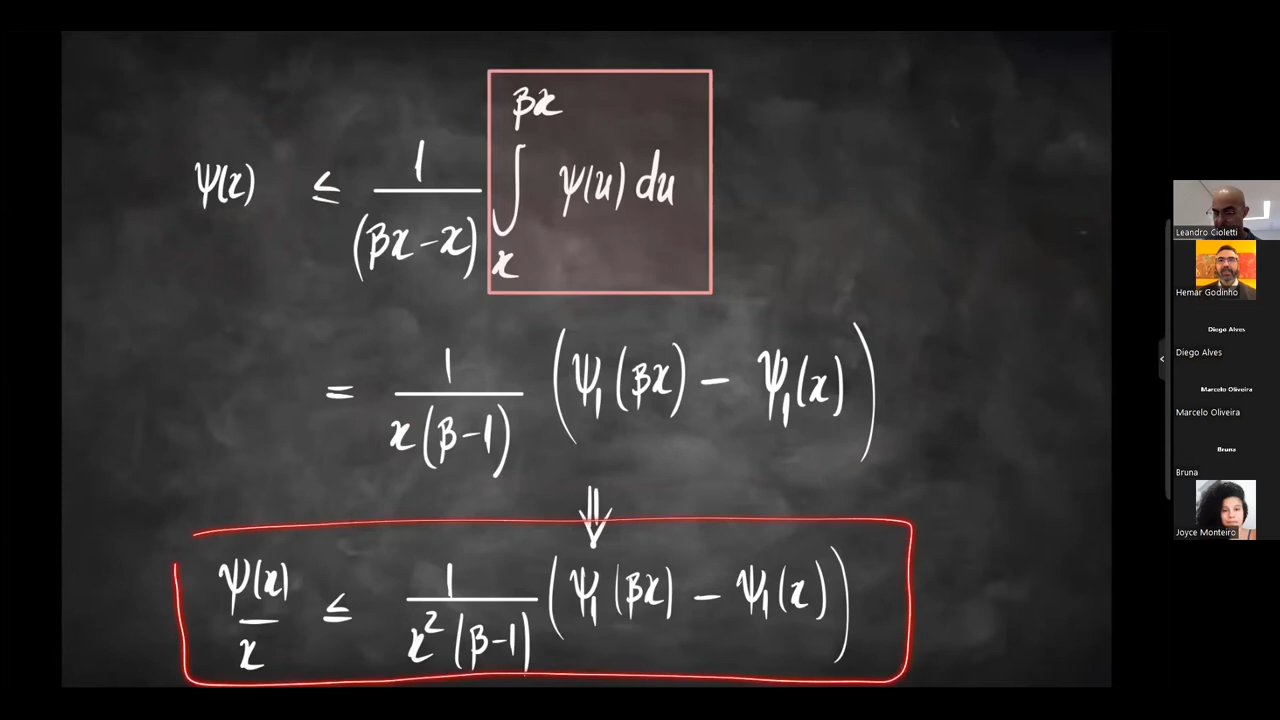 βx
ψ(x) ≤ 1/(βx-x) ∫ ψ(u) du
x
= 1/x(β-1) (ψ₁(βx) - ψ₁(x))
⇓
ψ(x)/x ≤ 1/x²(β-1) (ψ₁(βx) - ψ₁(x))
Leandro Cioletti
Hemar Godinho
Diego Alves
Diego Alves
Marcelo Oliveira
Marcelo Oliveira
Bruna
Bruna
Joyce Monteiro